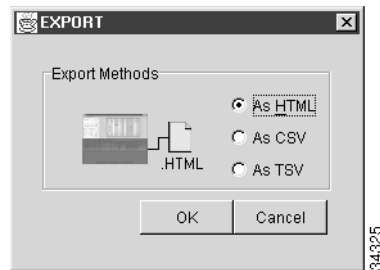 EXPORT
Export Methods
As HTML
As CSV
.HTML
As TSV
OK
Cancel
34325